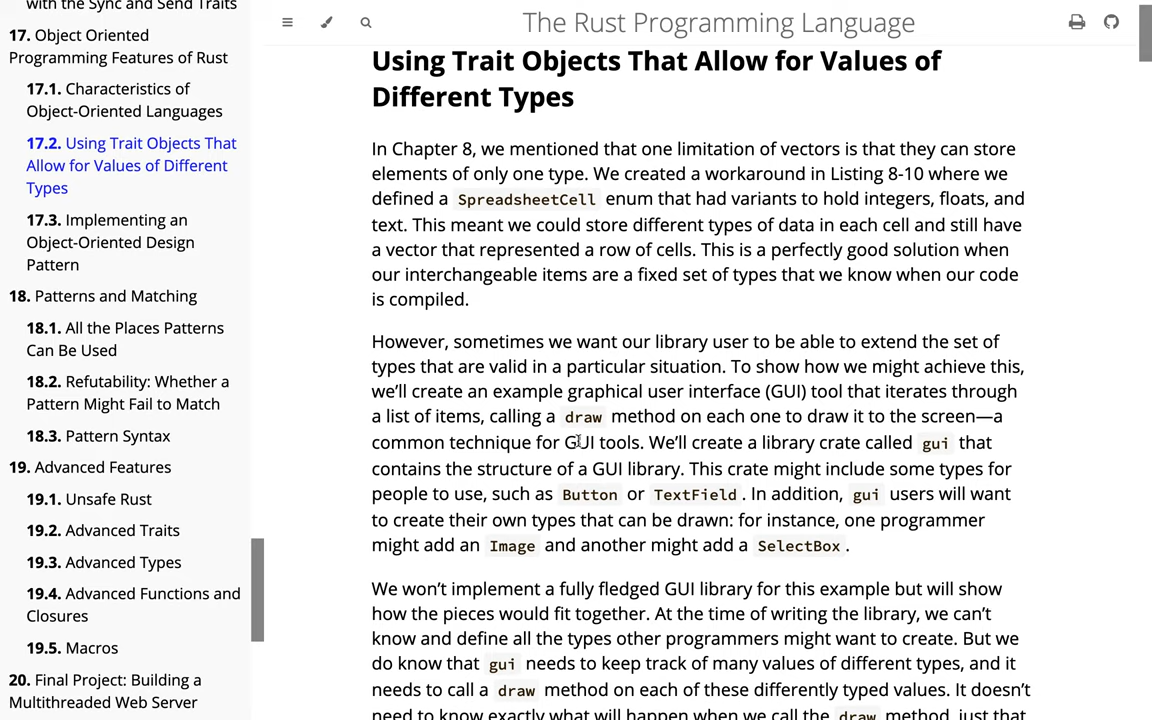 with the Sync and Send Traits
17. Object Oriented
Programming Features of Rust
17.1. Characteristics of
Object-Oriented Languages
17.2. Using Trait Objects That
Allow for Values of Different
Types
17.3. Implementing an
Object-Oriented Design
Pattern
18. Patterns and Matching
18.1. All the Places Patterns
Can Be Used
18.2. Refutability: Whether a
Pattern Might Fail to Match
18.3. Pattern Syntax
19. Advanced Features
19.1. Unsafe Rust
19.2. Advanced Traits
19.3. Advanced Types
19.4. Advanced Functions and
Closures
19.5. Macros
20. Final Project: Building a
Multithreaded Web Server
The Rust Programming Language
Using Trait Objects That Allow for Values of
Different Types
In Chapter 8, we mentioned that one limitation of vectors is that they can store
elements of only one type. We created a workaround in Listing 8-10 where we
defined a SpreadsheetCell enum that had variants to hold integers, floats, and
text. This meant we could store different types of data in each cell and still have
a vector that represented a row of cells. This is a perfectly good solution when
our interchangeable items are a fixed set of types that we know when our code
is compiled.
However, sometimes we want our library user to be able to extend the set of
types that are valid in a particular situation. To show how we might achieve this,
we’ll create an example graphical user interface (GUI) tool that iterates through
a list of items, calling a draw method on each one to draw it to the screen—a
common technique for GUI tools. We’ll create a library crate called gui that
contains the structure of a GUI library. This crate might include some types for
people to use, such as Button or TextField. In addition, gui users will want
to create their own types that can be drawn: for instance, one programmer
might add an Image and another might add a SelectBox.
We won’t implement a fully fledged GUI library for this example but will show
how the pieces would fit together. At the time of writing the library, we can’t
know and define all the types other programmers might want to create. But we
do know that gui needs to keep track of many values of different types, and it
needs to call a draw method on each of these differently typed values. It doesn’t
need to know exactly what will happen when we call the draw method, just that